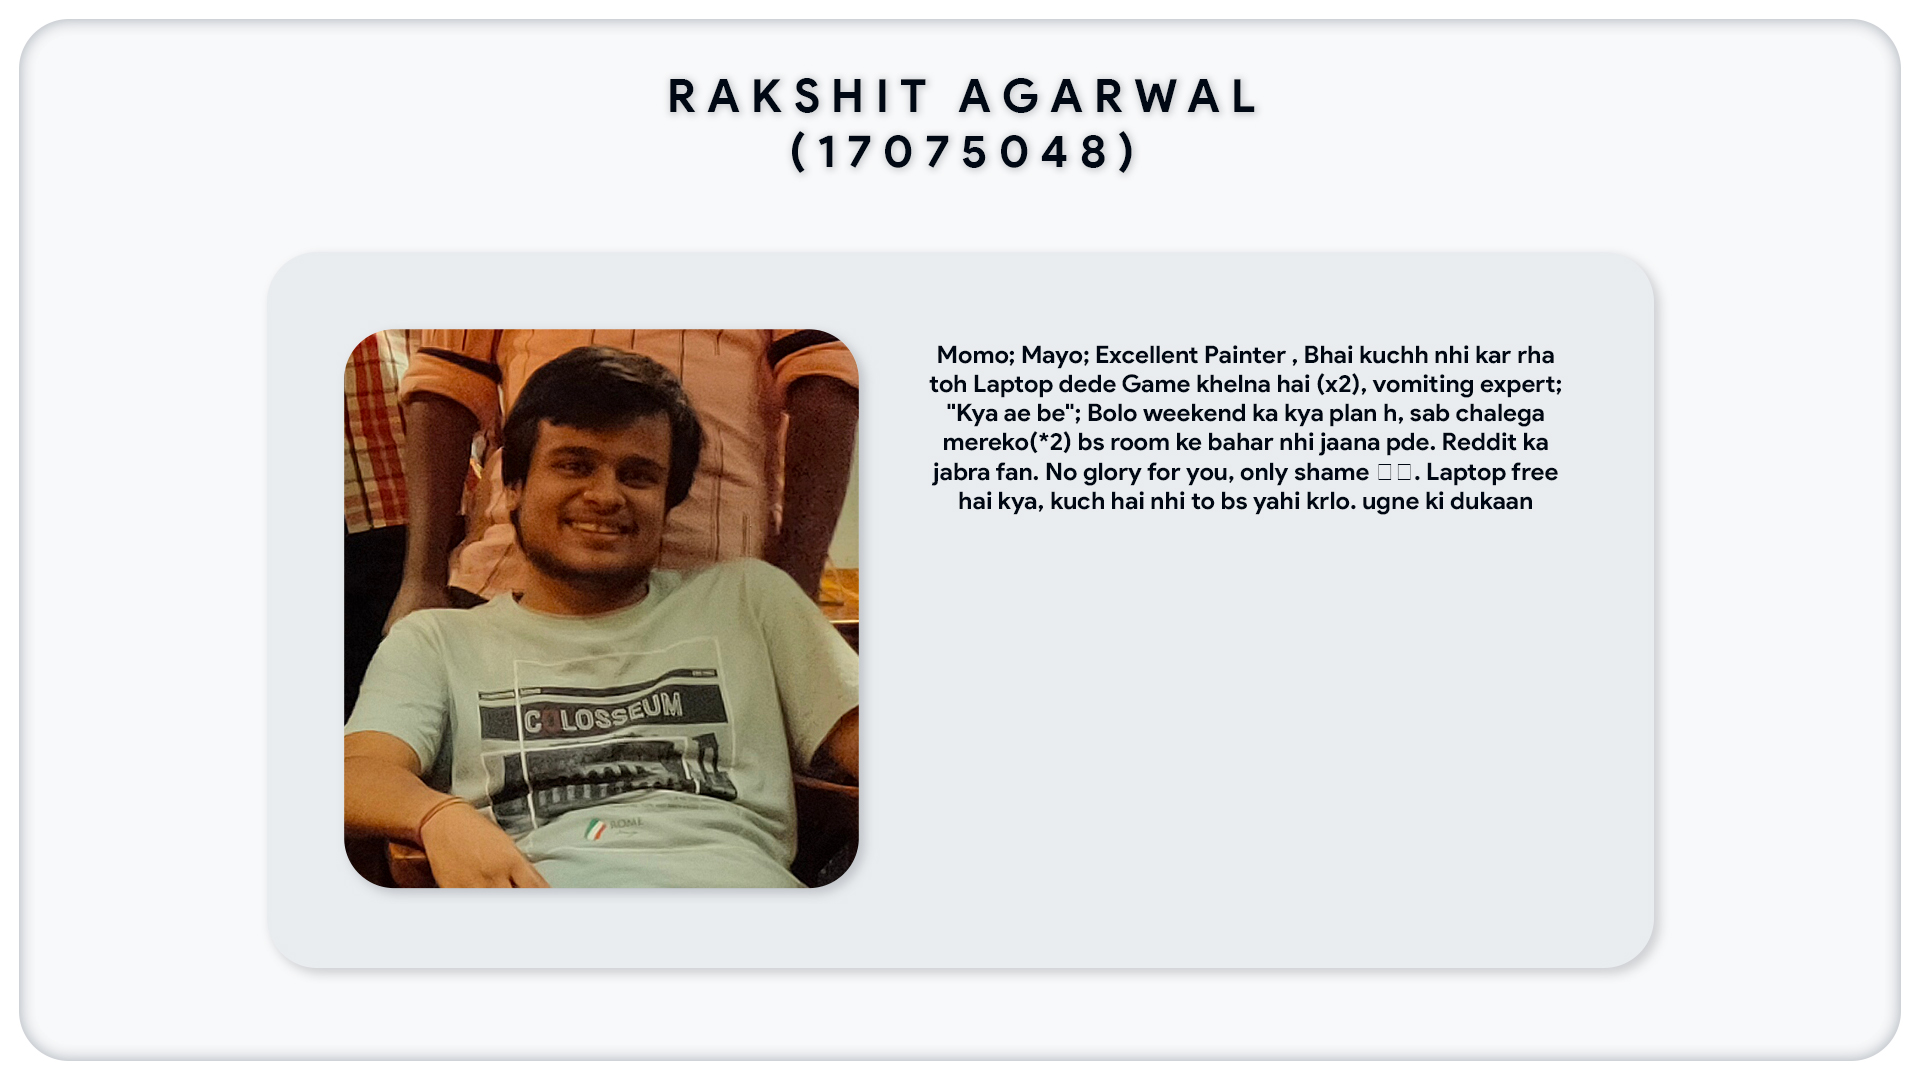 RAKSHIT AGARWAL
(17075048)
Momo; Mayo; Excellent Painter , Bhai kuchh nhi kar rha
toh Laptop dede Game khelna hai (x2), vomiting expert;
"Kya ae be"; Bolo weekend ka kya plan h, sab chalega
mereko(*2) bs room ke bahar nhi jaana pde. Reddit ka
jabra fan. No glory for you, only shame □□. Laptop free
hai kya, kuch hai nhi to bs yahi krlo. ugne ki dukaan
COLOSSEUM
ROME